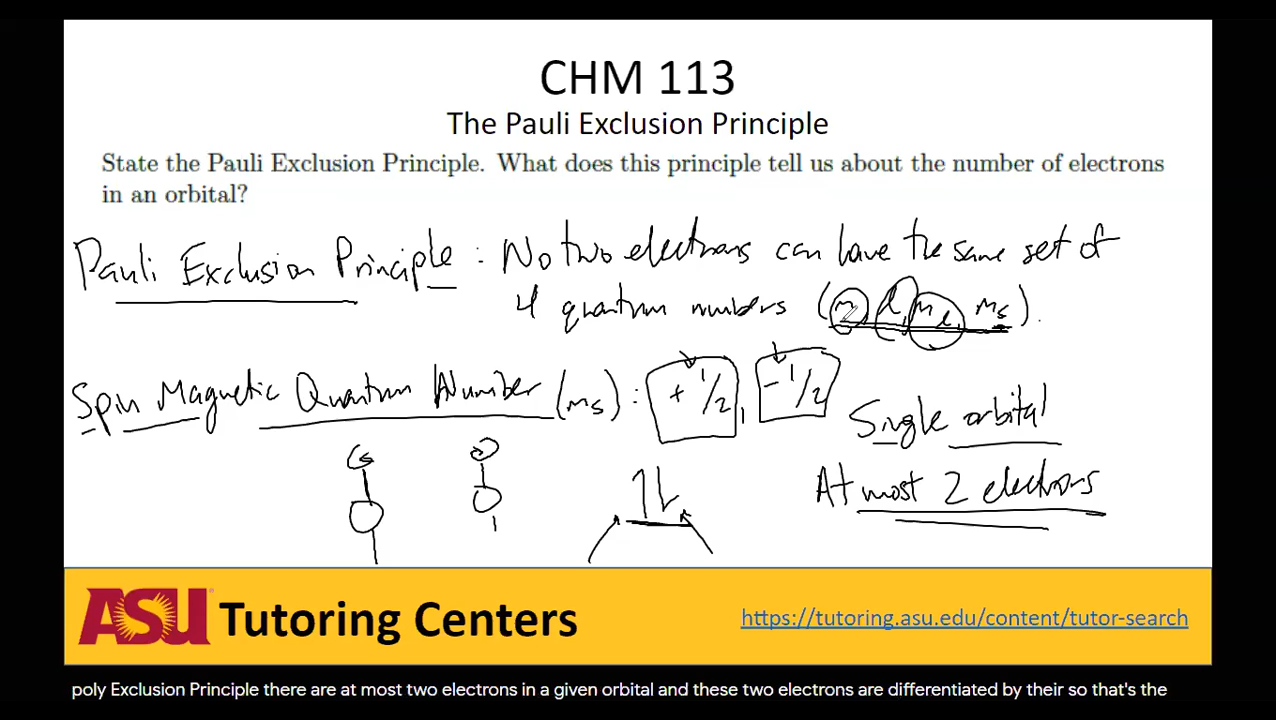 CHM 113
The Pauli Exclusion Principle
State the Pauli Exclusion Principle. What does this principle tell us about the number of electrons
in an orbital?
Pauli Exclusion Principle : No two electrons can have the same set of
4 quantum numbers (n, l, ml, ms).
Spin Magnetic Quantum Number (ms) : +1/2, -1/2
Single orbital
At most 2 electrons
ASU Tutoring Centers
https://tutoring.asu.edu/content/tutor-search
poly Exclusion Principle there are at most two electrons in a given orbital and these two electrons are differentiated by their so that's the